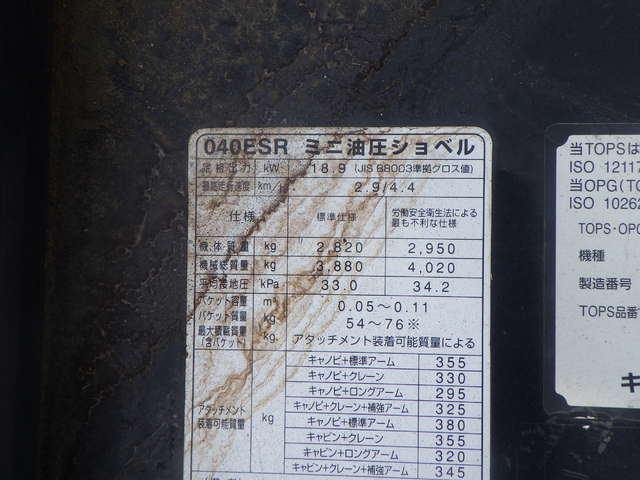 040ESR ミニ油圧ショベル
定格出力 kW 18.9 (JIS B8003準拠グロス値)
最高走行速度 km/ 2.9/4.4
仕様 標準仕様 労働安全衛生法による
最も不利な仕様
機体質量 kg 2,820 2,950
機械総質量 kg 3,880 4,020
平均接地圧 kPa 33.0 34.2
バケット容量 m³ 0.05～0.11
バケット質量 kg 54～76※
最大積載質量
(含バケット) kg アタッチメント装着可能質量による
アタッチメント
装着可能質量 kg
キャノピ+標準アーム 355
キャノピ+クレーン 330
キャノピ+ロングアーム 295
キャノピ+クレーン+補強アーム 325
キャビン+標準アーム 380
キャビン+クレーン 355
キャビン+ロングアーム 320
キャビン+クレーン+補強アーム 345
当TOPSは
ISO 12117
当OPG(TO
ISO 10262
TOPS・OPG
機種
製造番号
TOPS品番
キ